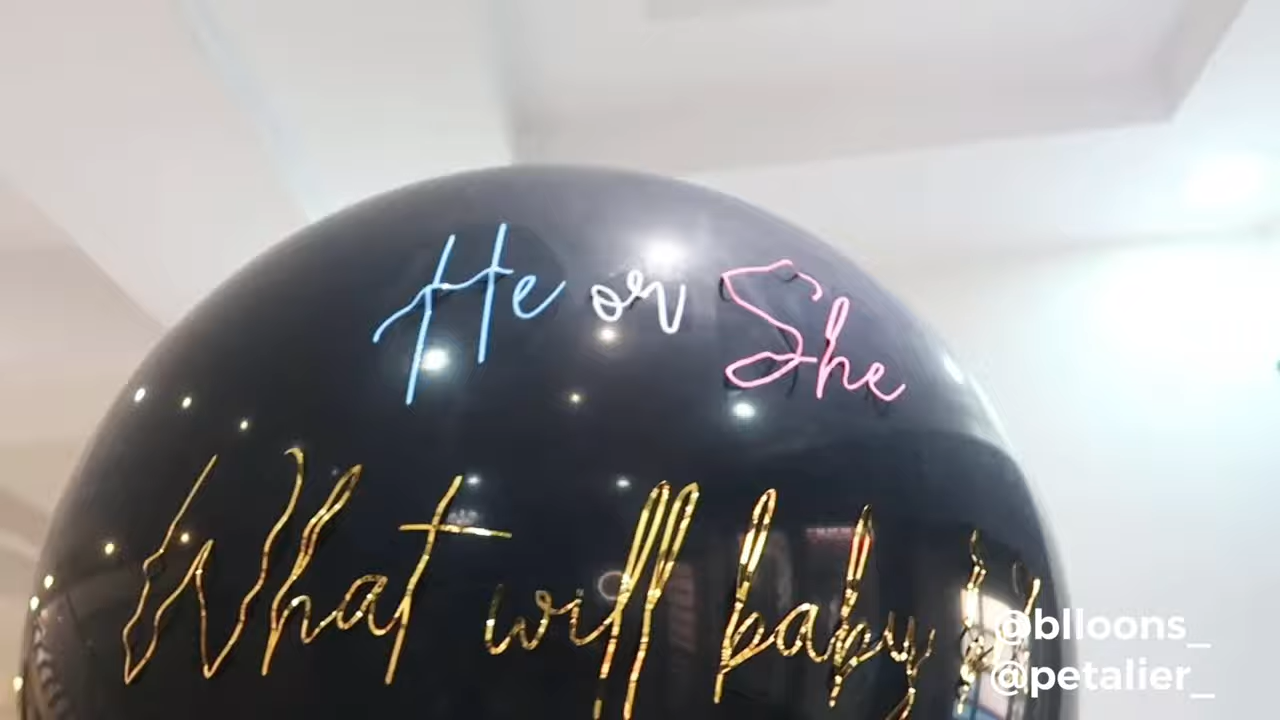 He or She
What will baby
@blloons_
@petalier_